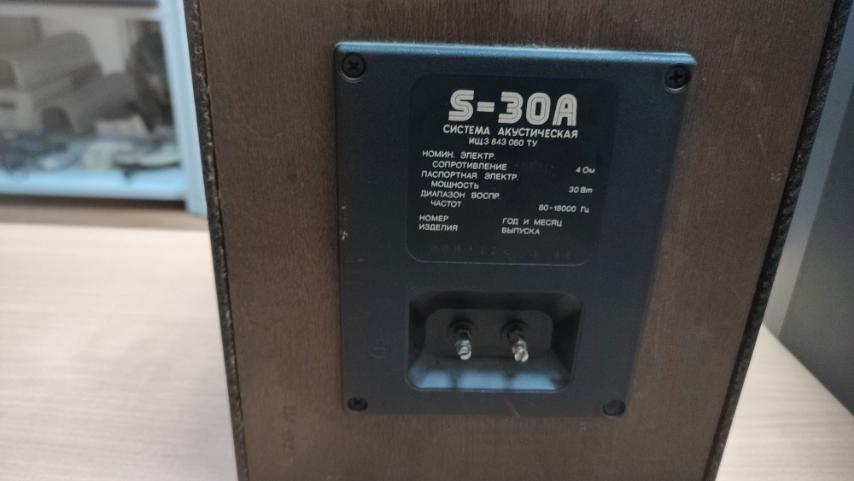 S-30A
СИСТЕМА АКУСТИЧЕСКАЯ
ИЩ3 843 060 ТУ
НОМИН. ЭЛЕКТР.
СОПРОТИВЛЕНИЕ 4 Ом
ПАСПОРТНАЯ ЭЛЕКТР.
МОЩНОСТЬ 30 Вт
ДИАПАЗОН ВОСПР.
ЧАСТОТ 80-18000 Гц
НОМЕР ГОД И МЕСЯЦ
ИЗДЕЛИЯ ВЫПУСКА